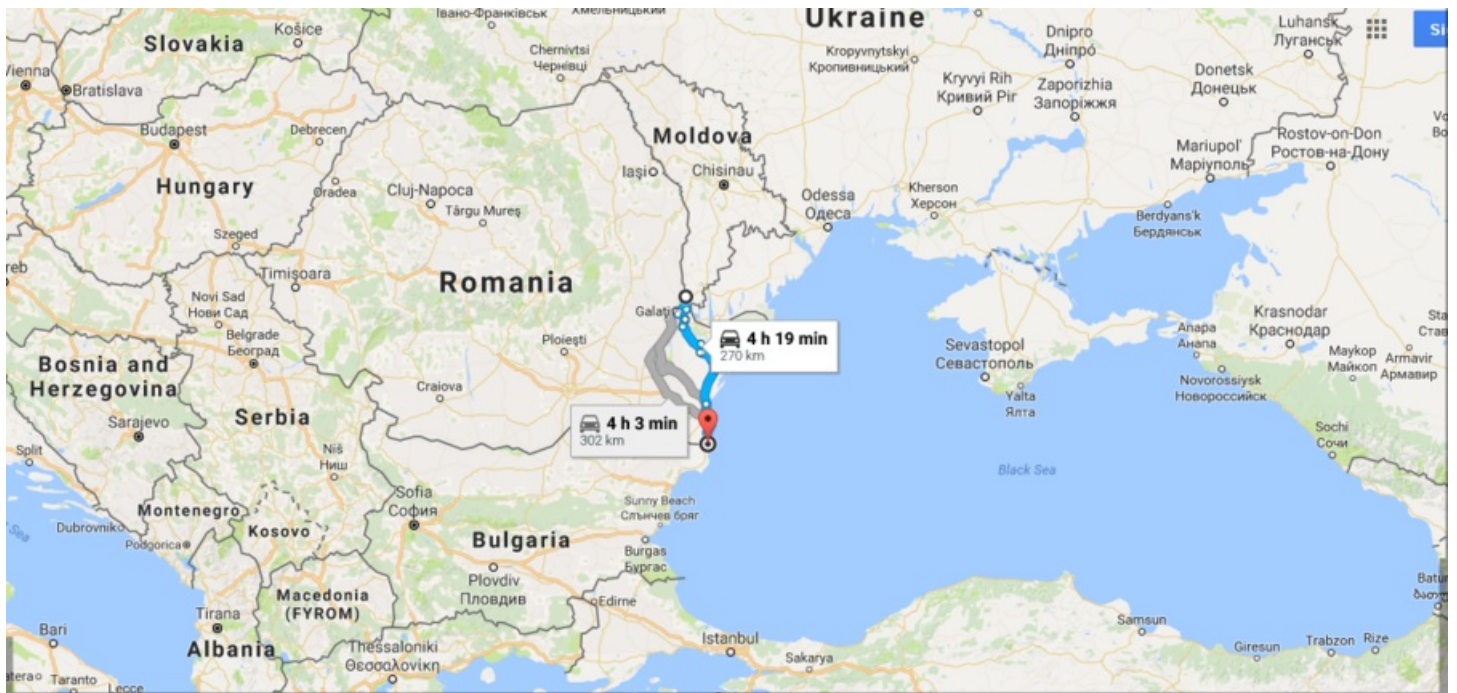 Івано-Франківськ
Хмельницький
Ukraine
Luhansk
Луганськ
Slovakia
Košice
Chernivtsi
Чернівці
Kropyvnytskyi
Кропивницький
Dnipro
Дніпро́
Vienna
Bratislava
Kryvyi Rih
Кривий Ріг
Zaporizhia
Запоріжжя
Donetsk
Донецьк
Budapest
Debrecen
Moldova
Mariupol'
Маріуполь
Rostov-on-Don
Ростов-на-Дону
Hungary
Oradea
Cluj-Napoca
Târgu Mureș
Iași
Chisinau
Odessa
Одеса
Kherson
Херсон
Berdyans'k
Бердянськ
Szeged
Timișoara
Romania
Novi Sad
Нови Сад
Galați
Belgrade
Београд
Ploiești
4 h 19 min
270 km
Krasnodar
Краснодар
Anapa
Анапа
Sevastopol
Севастополь
Maykop
Майкоп
Armavir
Армавир
Bosnia and
Herzegovina
Craiova
Yalta
Ялта
Novorossiysk
Новороссийск
Serbia
Sarajevo
4 h 3 min
302 km
Sochi
Сочи
Split
Niš
Ниш
Black Sea
Sofia
София
Sunny Beach
Слънчев бряг
Montenegro
Dubrovnik
Kosovo
Podgorica
Bulgaria
Burgas
Бургас
Plovdiv
Пловдив
Macedonia
(FYROM)
Edirne
Tirana
Bari
Albania
Thessaloniki
Θεσσαλονίκη
Istanbul
Sakarya
Samsun
Giresun
Trabzon
Rize
Taranto
Lecce